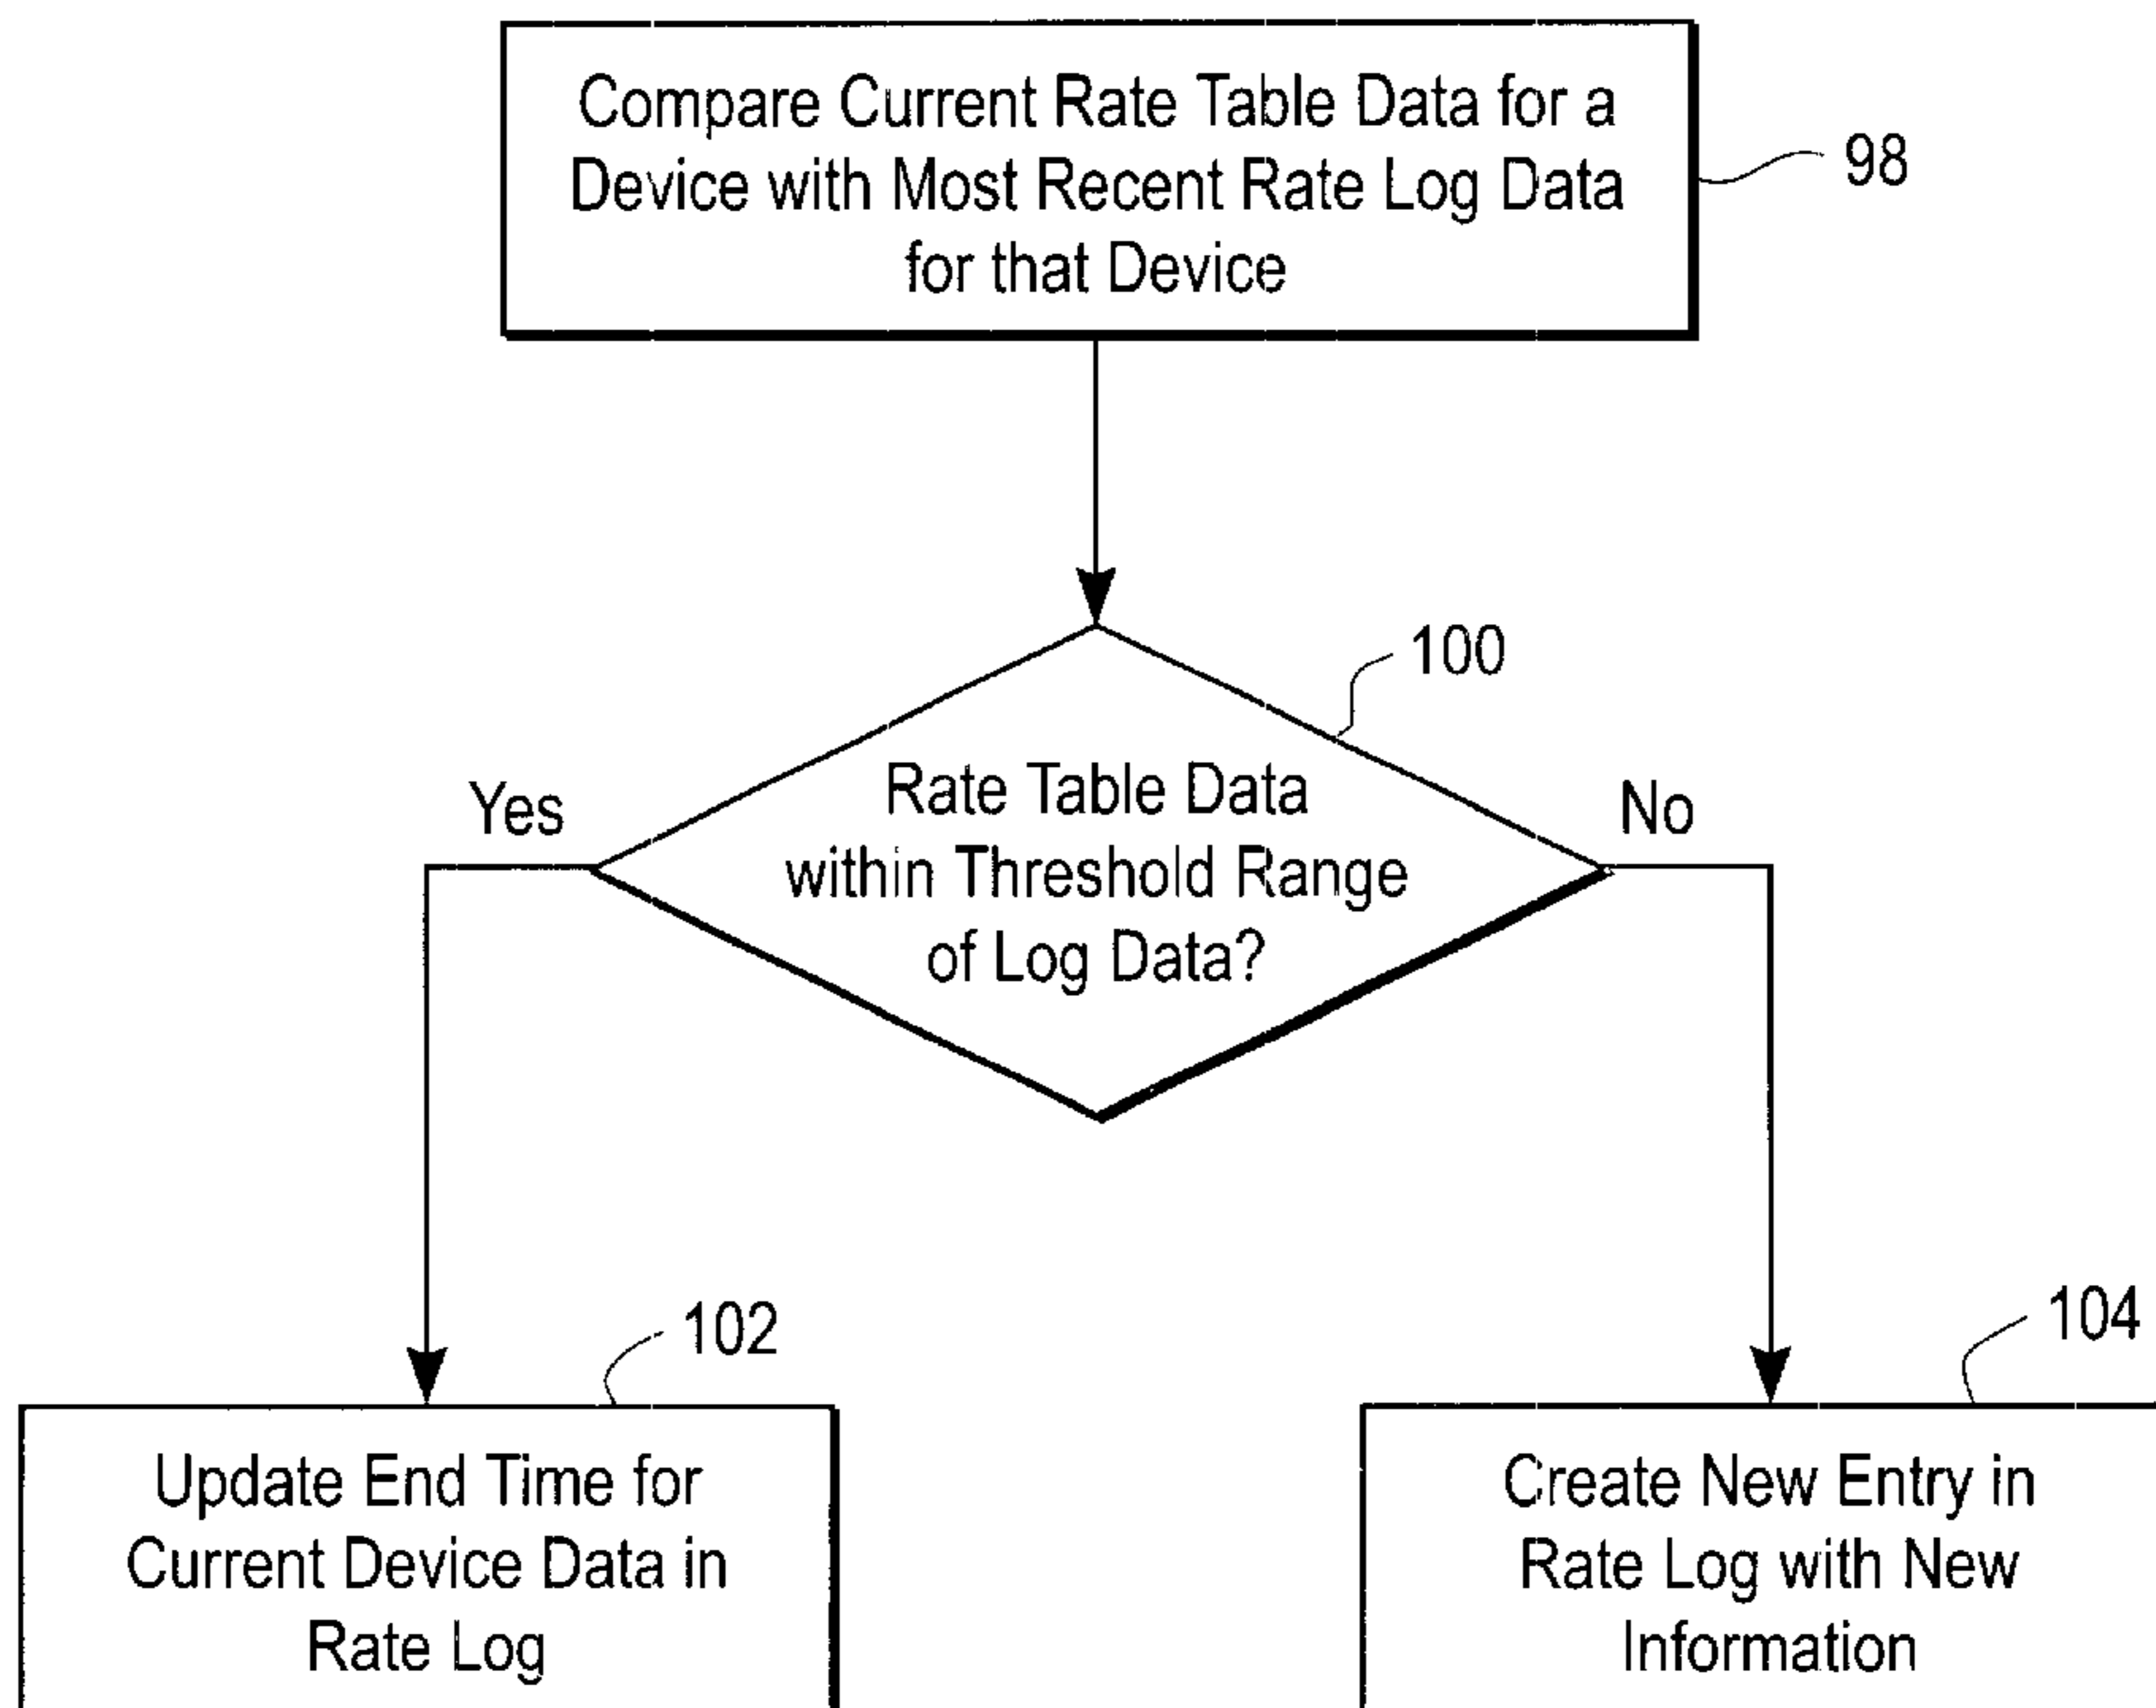 Compare Current Rate Table Data for a
Device with Most Recent Rate Log Data
for that Device
98
100
Rate Table Data
within Threshold Range
of Log Data?
Yes
No
102
104
Update End Time for
Current Device Data in
Rate Log
Create New Entry in
Rate Log with New
Information